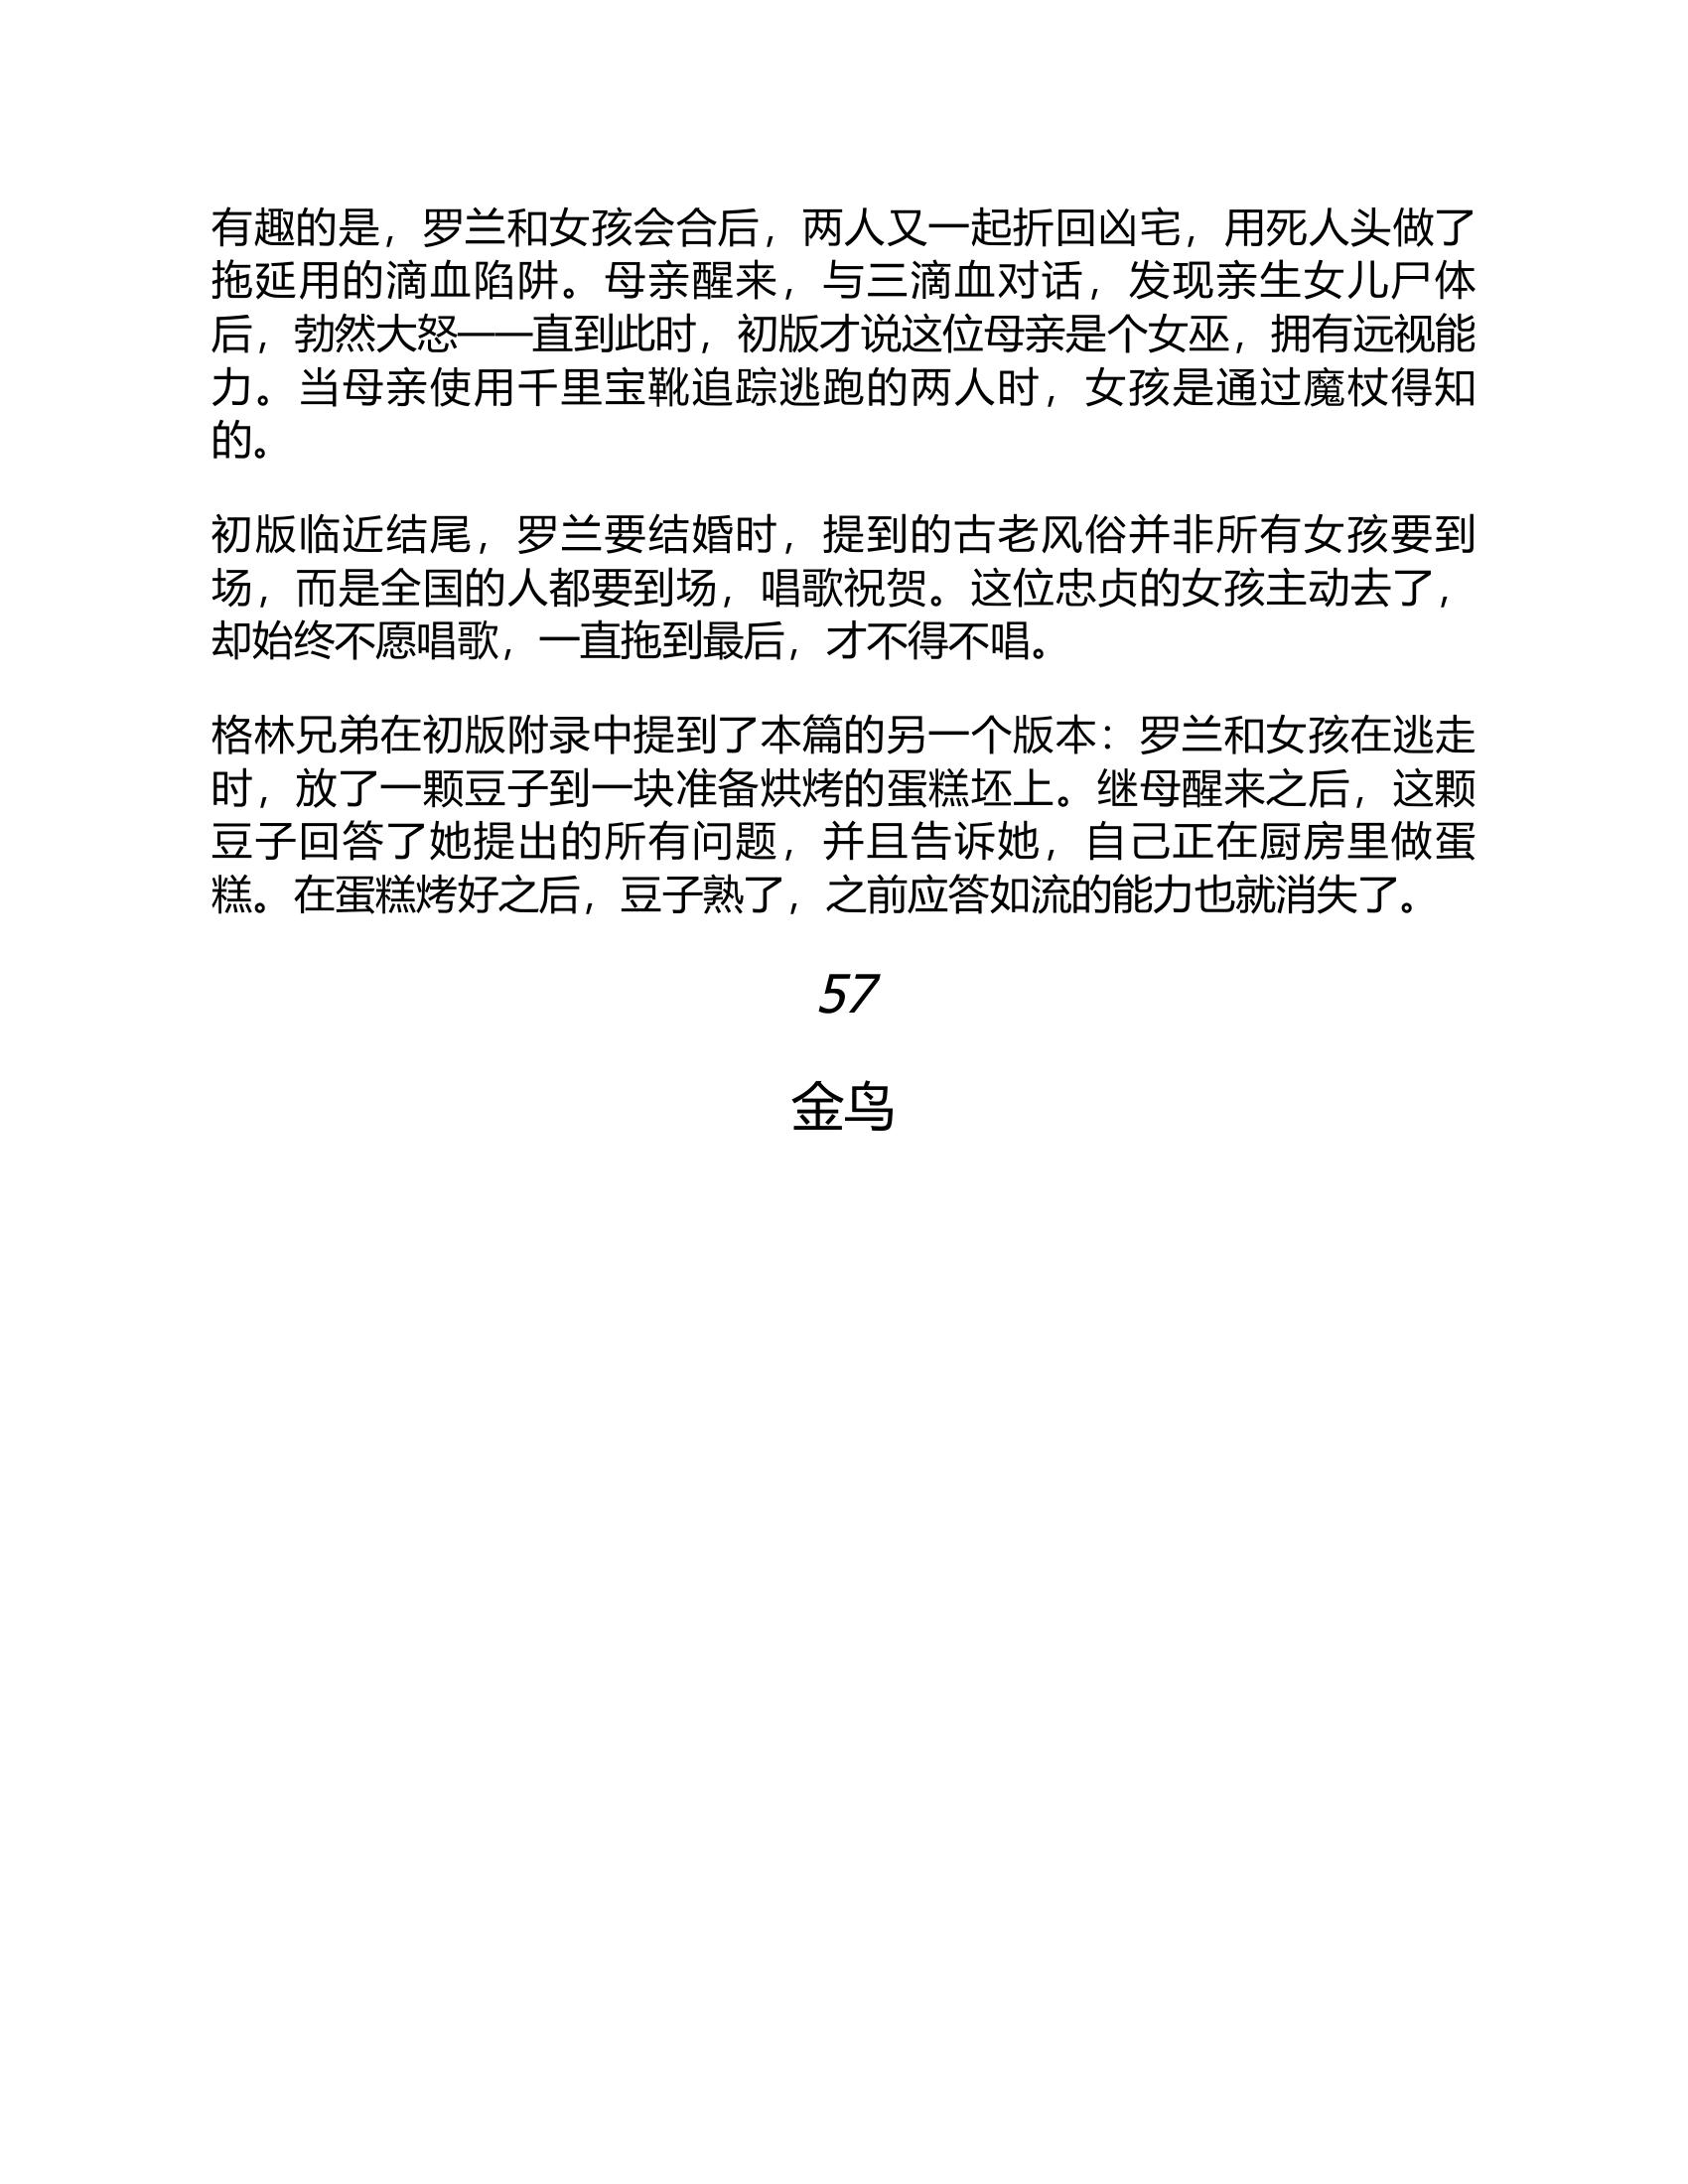 有趣的是，罗兰和女孩会合后，两人又一起折回凶宅，用死人头做了
拖延用的滴血陷阱。母亲醒来，与三滴血对话，发现亲生女儿尸体
后，勃然大怒——直到此时，初版才说这位母亲是个女巫，拥有远视能
力。当母亲使用千里宝靴追踪逃跑的两人时，女孩是通过魔杖得知
的。
初版临近结尾，罗兰要结婚时，提到的古老风俗并非所有女孩要到
场，而是全国的人都要到场，唱歌祝贺。这位忠贞的女孩主动去了，
却始终不愿唱歌，一直拖到最后，才不得不唱。
格林兄弟在初版附录中提到了本篇的另一个版本：罗兰和女孩在逃走
时，放了一颗豆子到一块准备烘烤的蛋糕坯上。继母醒来之后，这颗
豆子回答了她提出的所有问题，并且告诉她，自己正在厨房里做蛋
糕。在蛋糕烤好之后，豆子熟了，之前应答如流的能力也就消失了。
57
金鸟